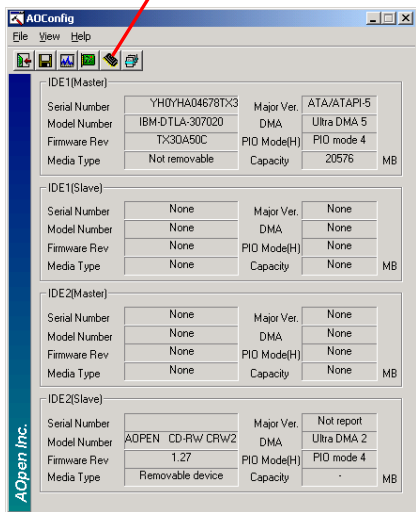 AOConfig
File View Help
IDE1(Master)
Serial Number YH0YHA04678TX3 Major Ver. ATA/ATAPI-5
Model Number IBM-DTLA-307020 DMA Ultra DMA 5
Firmware Rev TX3OA50C PIO Mode(H) PIO mode 4
Media Type Not removable Capacity 20576 MB
IDE1(Slave)
Serial Number None Major Ver. None
Model Number None DMA None
Firmware Rev None PIO Mode(H) None
Media Type None Capacity None MB
IDE2(Master)
Serial Number None Major Ver. None
Model Number None DMA None
Firmware Rev None PIO Mode(H) None
Media Type None Capacity None MB
IDE2(Slave)
Serial Number Major Ver. Not report
Model Number AOPEN CD-RW CRW2 DMA Ultra DMA 2
Firmware Rev 1.27 PIO Mode(H) PIO mode 4
Media Type Removable device Capacity - MB
AOpen Inc.